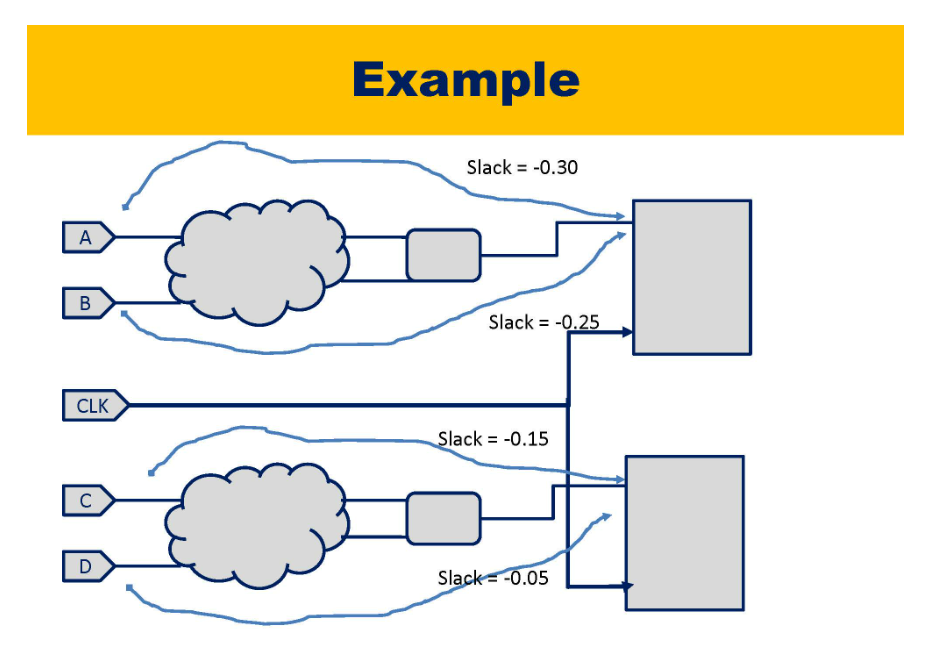 Example
Slack = -0.30
A
B
Slack = -0.25
CLK
Slack = -0.15
C
D
Slack = -0.05